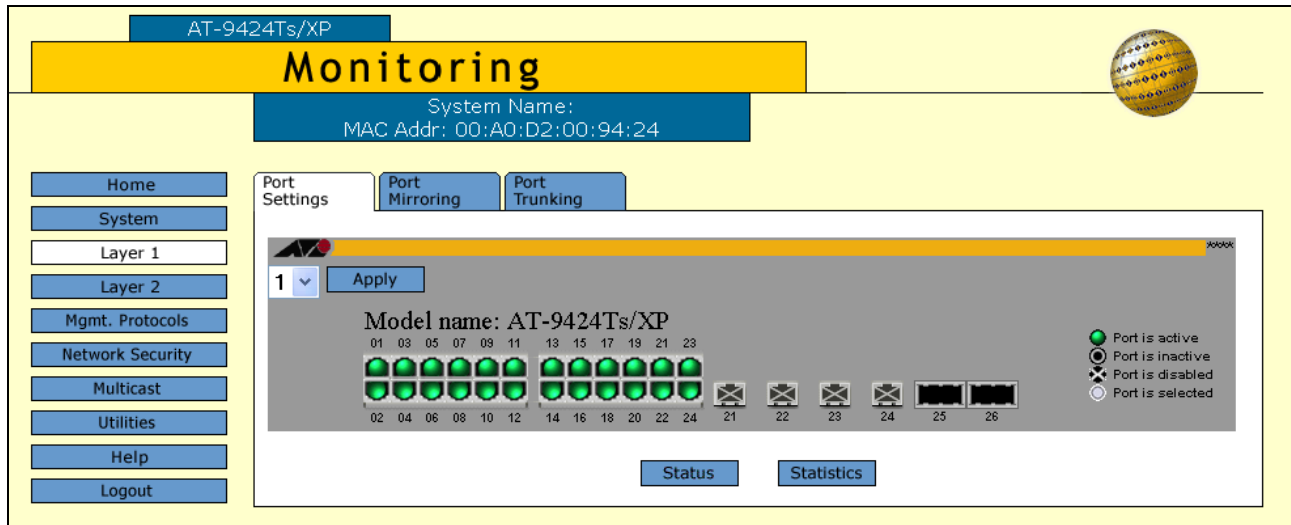 AT-9424Ts/XP
Monitoring
System Name:
MAC Addr: 00:A0:D2:00:94:24
Home
System
Layer 1
Layer 2
Mgmt. Protocols
Network Security
Multicast
Utilities
Help
Logout
Port Settings
Port Mirroring
Port Trunking
1
Apply
Model name: AT-9424Ts/XP
01 03 05 07 09 11 13 15 17 19 21 23
02 04 06 08 10 12 14 16 18 20 22 24 21 22 23 24 25 26
Port is active
Port is inactive
Port is disabled
Port is selected
Status
Statistics